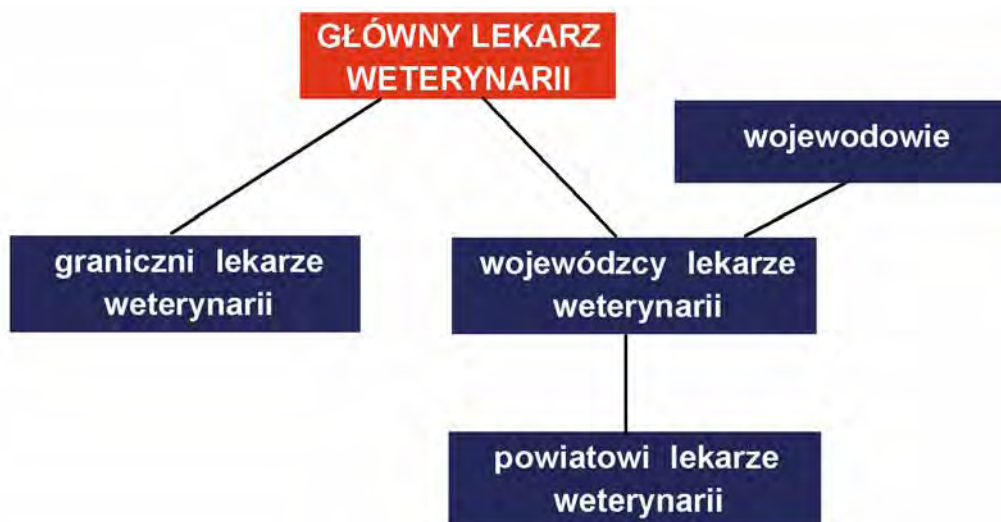 GŁÓWNY LEKARZ
WETERYNARII
wojewodowie
graniczni lekarze
weterynarii
wojewódzcy lekarze
weterynarii
powiatowi lekarze
weterynarii